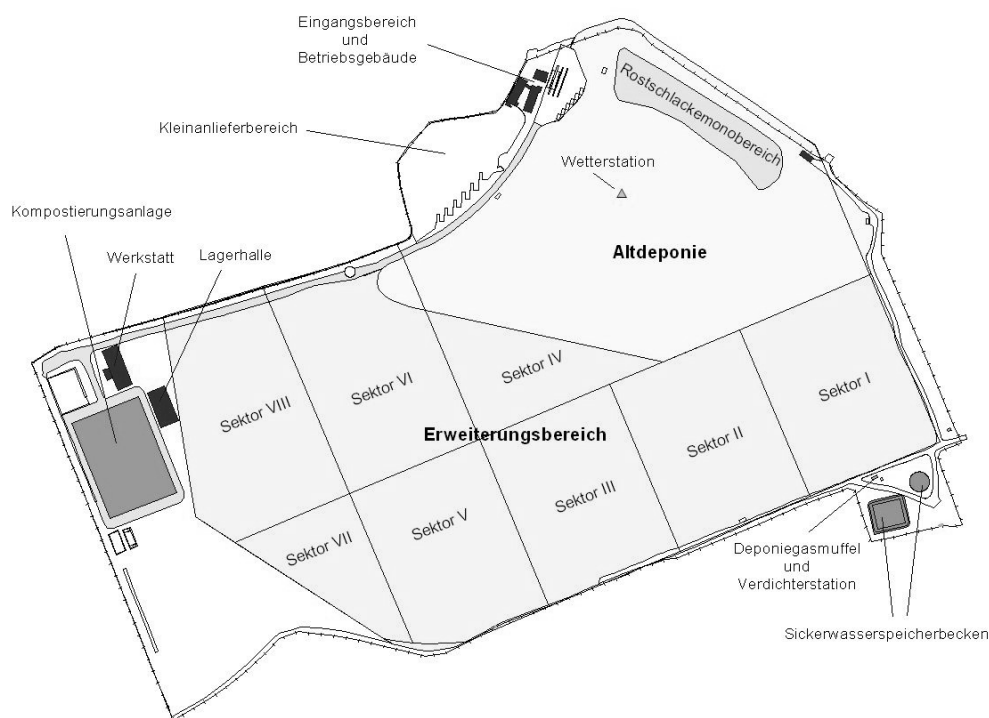 Eingangsbereich
und
Betriebsgebäude
Rostschlackemonobereich
Kleinanlieferbereich
Wetterstation
Kompostierungsanlage
Werkstatt
Lagerhalle
Altdeponie
Sektor VIII
Sektor VI
Sektor IV
Sektor I
Erweiterungsbereich
Sektor II
Sektor III
Sektor V
Sektor VII
Deponiegasmuffel
und
Verdichterstation
Sickerwasserspeicherbecken